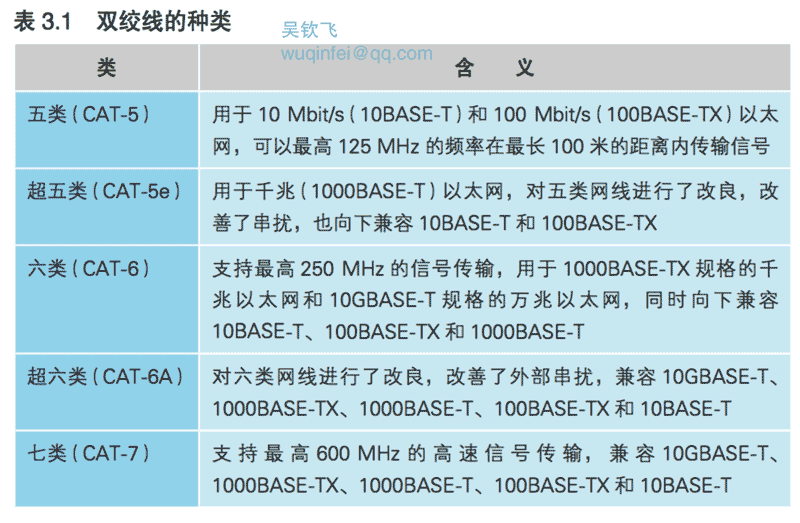 表 3.1 双绞线的种类
吴钦飞
wuqinfei@qq.com
类 含 义
五类（CAT-5） 用于 10 Mbit/s（10BASE-T）和 100 Mbit/s（100BASE-TX）以太
网，可以最高 125 MHz 的频率在最长 100 米的距离内传输信号
超五类（CAT-5e） 用于千兆（1000BASE-T）以太网，对五类网线进行了改良，改
善了串扰，也向下兼容 10BASE-T 和 100BASE-TX
六类（CAT-6） 支持最高 250 MHz 的信号传输，用于 1000BASE-TX 规格的千
兆以太网和 10GBASE-T 规格的万兆以太网，同时向下兼容
10BASE-T、100BASE-TX 和 1000BASE-T
超六类（CAT-6A） 对六类网线进行了改良，改善了外部串扰，兼容 10GBASE-T、
1000BASE-TX、1000BASE-T、100BASE-TX 和 10BASE-T
七类（CAT-7） 支持最高 600 MHz 的高速信号传输，兼容 10GBASE-T、
1000BASE-TX、1000BASE-T、100BASE-TX 和 10BASE-T